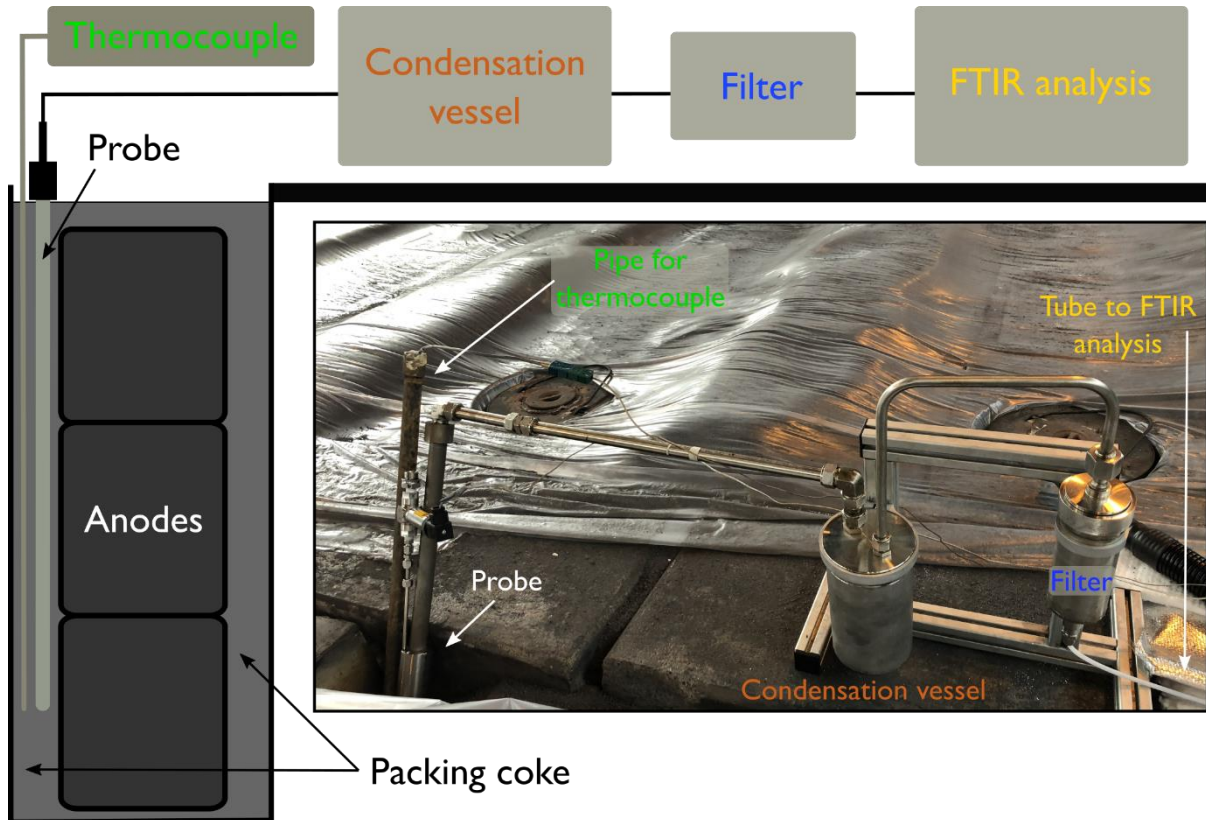 Thermocouple
Condensation
vessel
Filter
FTIR analysis
Probe
Anodes
Packing coke
Pipe for
thermocouple
Tube to FTIR
analysis
Probe
Filter
Condensation vessel